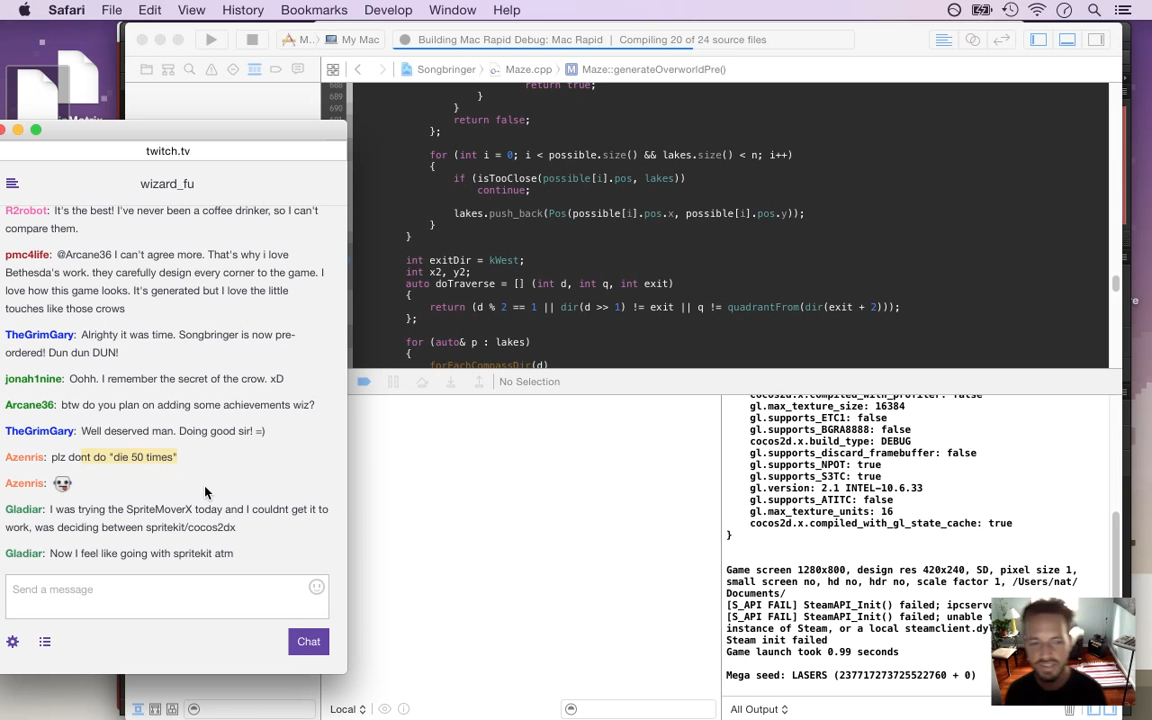 Safari File Edit View History Bookmarks Develop Window Help
M... My Mac Building Mac Rapid Debug: Mac Rapid | Compiling 20 of 24 source files
Songbringer Maze.cpp M Maze::generateOverworldPre()
688 return true;
689 }
690 }
return false;
};
for (int i = 0; i < possible.size() && lakes.size() < n; i++)
{
if (isTooClose(possible[i].pos, lakes))
continue;
lakes.push_back(Pos(possible[i].pos.x, possible[i].pos.y));
}
}
int exitDir = kWest;
int x2, y2;
auto doTraverse = [] (int d, int q, int exit)
{
return (d % 2 == 1 || dir(d >> 1) != exit || q != quadrantFrom(dir(exit + 2)));
};
for (auto& p : lakes)
{
forEachCompassDir(d)
No Selection
twitch.tv
wizard_fu
R2robot: It's the best! I've never been a coffee drinker, so I can't
compare them.
pmc4life: @Arcane36 I can't agree more. That's why i love
Bethesda's work. they carefully design every corner to the game. I
love how this game looks. It's generated but I love the little
touches like those crows
TheGrimGary: Alrighty it was time. Songbringer is now pre-
ordered! Dun dun DUN!
jonah1nine: Oohh. I remember the secret of the crow. xD
Arcane36: btw do you plan on adding some achievements wiz?
TheGrimGary: Well deserved man. Doing good sir! =)
Azenris: plz dont do "die 50 times"
Azenris:
Gladiar: I was trying the SpriteMoverX today and I couldnt get it to
work, was deciding between spritekit/cocos2dx
Gladiar: Now I feel like going with spritekit atm
Send a message
Chat
cocos2d.x.compiled_with_profiler: false
gl.max_texture_size: 16384
gl.supports_ETC1: false
gl.supports_BGRA8888: false
cocos2d.x.build_type: DEBUG
gl.supports_discard_framebuffer: false
gl.supports_NPOT: true
gl.supports_S3TC: true
gl.version: 2.1 INTEL-10.6.33
gl.supports_ATITC: false
gl.max_texture_units: 16
cocos2d.x.compiled_with_gl_state_cache: true
}
Game screen 1280x800, design res 420x240, SD, pixel size 1,
small screen no, hd no, hdr no, scale factor 1, /Users/nat/
Documents/
[S_API FAIL] SteamAPI_Init() failed;
[S_API FAIL] SteamAPI_Init() failed; unable
instance of Steam, or a local
Steam init failed
Game launch took 0.99 seconds
Mega seed: LASERS (237717273725522760 + 0)
Local
All Output